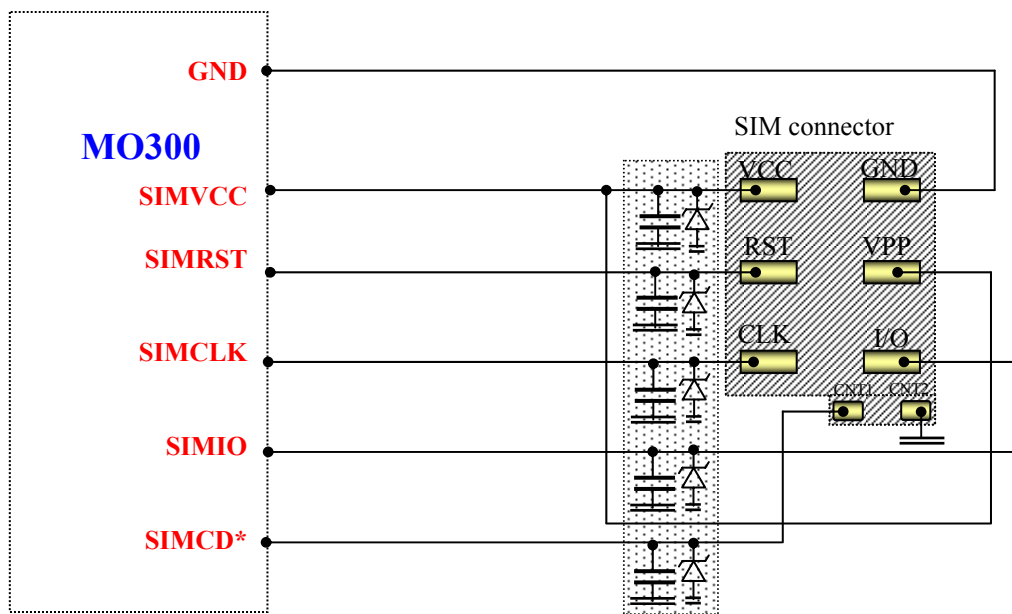 GND
MO300
SIM connector
VCC GND
SIMVCC
RST VPP
SIMRST
CLK I/O
SIMCLK
CNT1 CNT2
SIMIO
SIMCD*